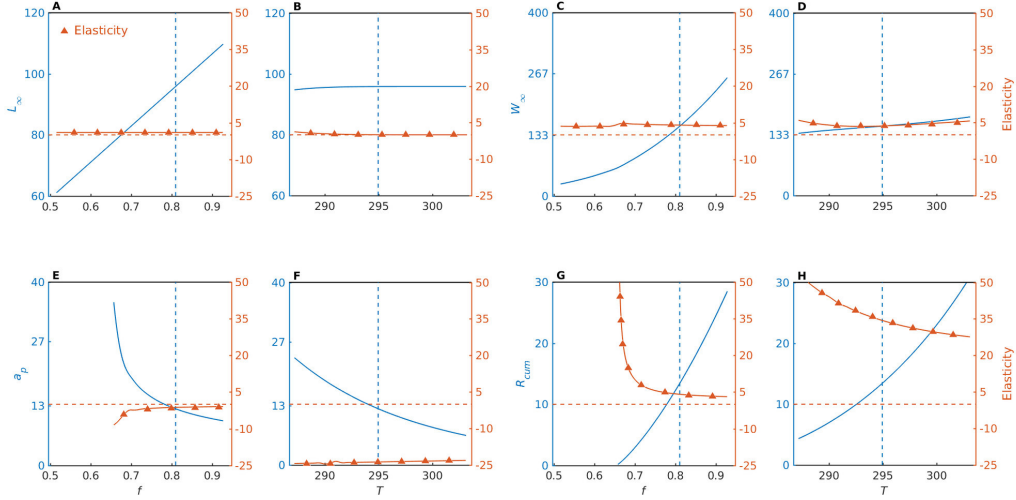 A B C D
120 50 120 50 400 50 400 50
Elasticity
L∞ 100 35 100 35 W∞ 267 35 267 35
20 20 20 20
80 5 80 5 133 5 133 5 Elasticity
-10 -10 -10 -10
60 -25 60 -25 0 -25 0 -25
0.5 0.6 0.7 0.8 0.9 290 295 300 0.5 0.6 0.7 0.8 0.9 290 295 300
E F G H
40 50 40 50 30 50 30 50
35 35 35 35
27 27
20 20 20 20 20 20
a_p R_cum Elasticity
13 5 13 5 10 5 10 5
-10 -10 -10 -10
0 -25 0 -25 0 -25 0 -25
0.5 0.6 0.7 0.8 0.9 290 295 300 0.5 0.6 0.7 0.8 0.9 290 295 300
f T f T